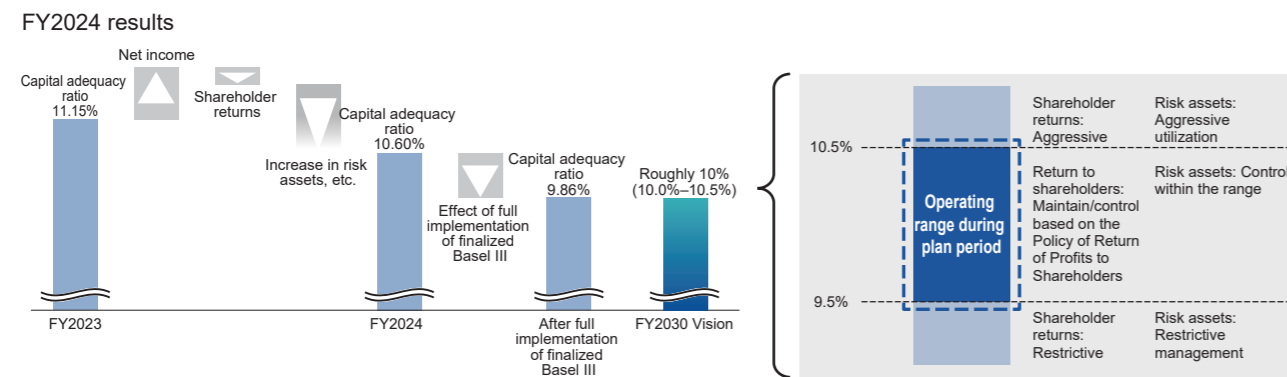 FY2024 results
Net income
Capital adequacy
ratio
11.15%
Shareholder
returns
Increase in risk
assets, etc.
Capital adequacy
ratio
10.60%
Effect of full
implementation
of finalized
Basel III
Capital adequacy
ratio
9.86%
Roughly 10%
(10.0%–10.5%)
FY2023
FY2024
After full
implementation
of finalized
Basel III
FY2030 Vision
10.5%
9.5%
Operating
range during
plan period
Shareholder
returns:
Aggressive
Risk assets:
Aggressive
utilization
Return to
shareholders:
Maintain/control
based on the
Policy of Return
of Profits to
Shareholders
Risk assets: Control
within the range
Shareholder
returns:
Restrictive
Risk assets:
Restrictive
management